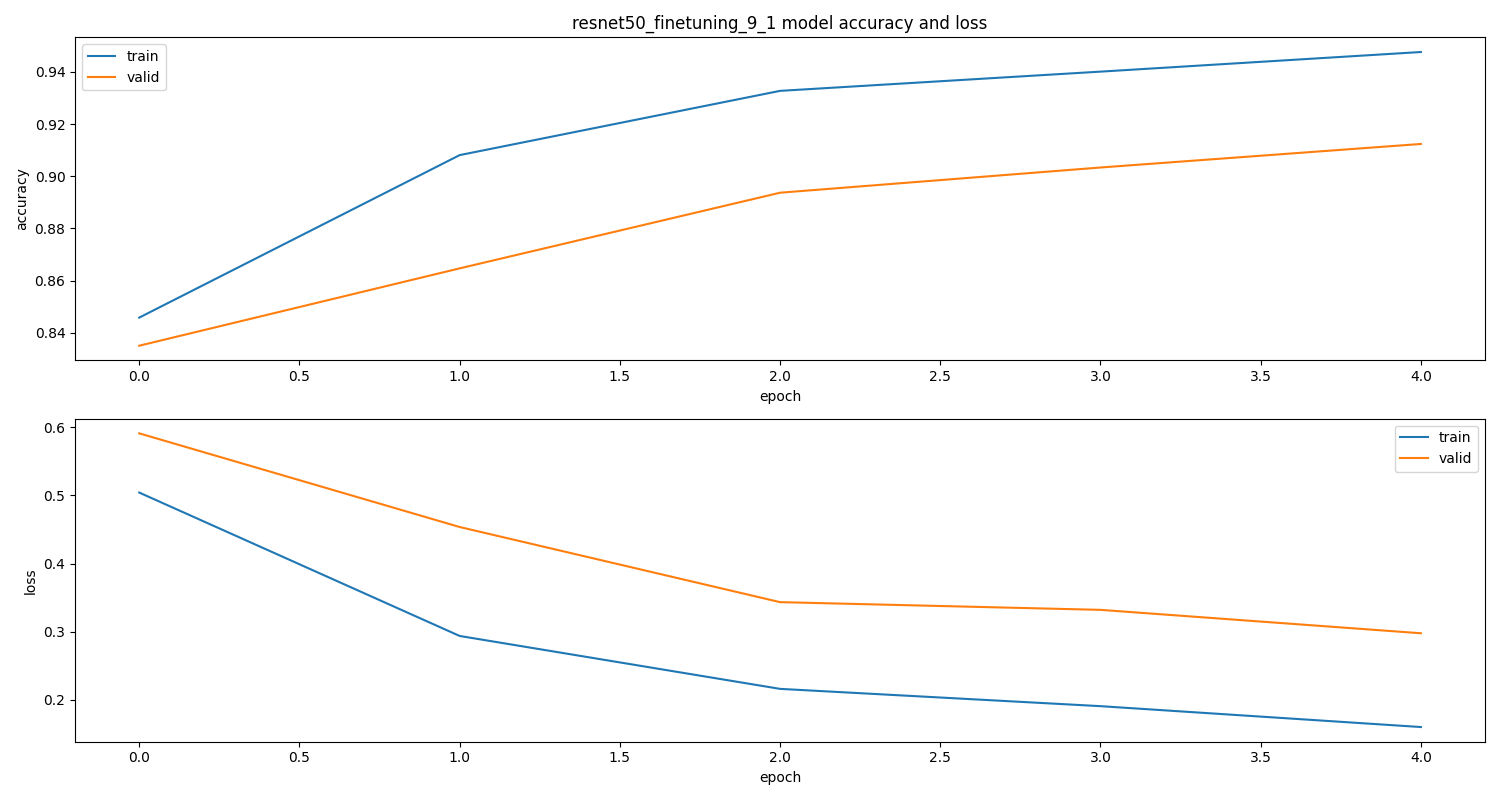 resnet50_finetuning_9_1 model accuracy and loss
train
valid
accuracy
0.94
0.92
0.90
0.88
0.86
0.84
0.0 0.5 1.0 1.5 2.0 2.5 3.0 3.5 4.0
epoch
train
valid
loss
0.6
0.5
0.4
0.3
0.2
0.0 0.5 1.0 1.5 2.0 2.5 3.0 3.5 4.0
epoch